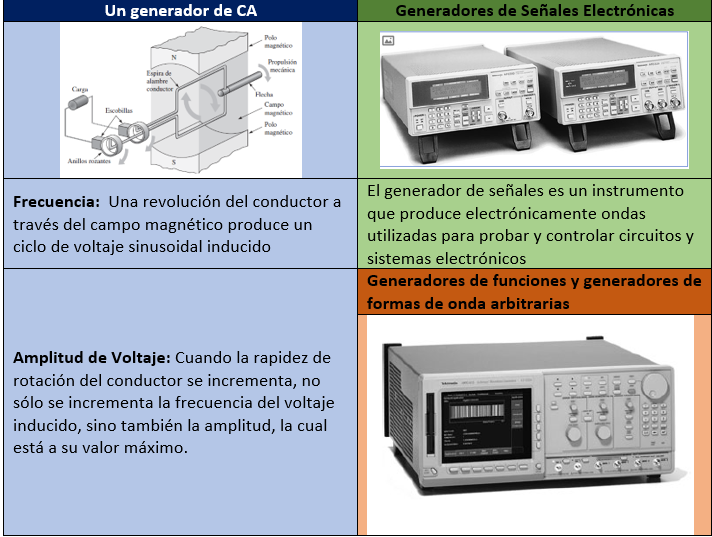 Un generador de CA
Polo
magnético
N
Propulsión
mecánica
Espira de
alambre
conductor
Carga
Escobillas
Flecha
Campo
magnético
Polo
magnético
Anillos rozantes
S
Frecuencia: Una revolución del conductor a
través del campo magnético produce un
ciclo de voltaje sinusoidal inducido
Amplitud de Voltaje: Cuando la rapidez de
rotación del conductor se incrementa, no
sólo se incrementa la frecuencia del voltaje
inducido, sino también la amplitud, la cual
está a su valor máximo.
Generadores de Señales Electrónicas
El generador de señales es un instrumento
que produce electrónicamente ondas
utilizadas para probar y controlar circuitos y
sistemas electrónicos
Generadores de funciones y generadores de
formas de onda arbitrarias